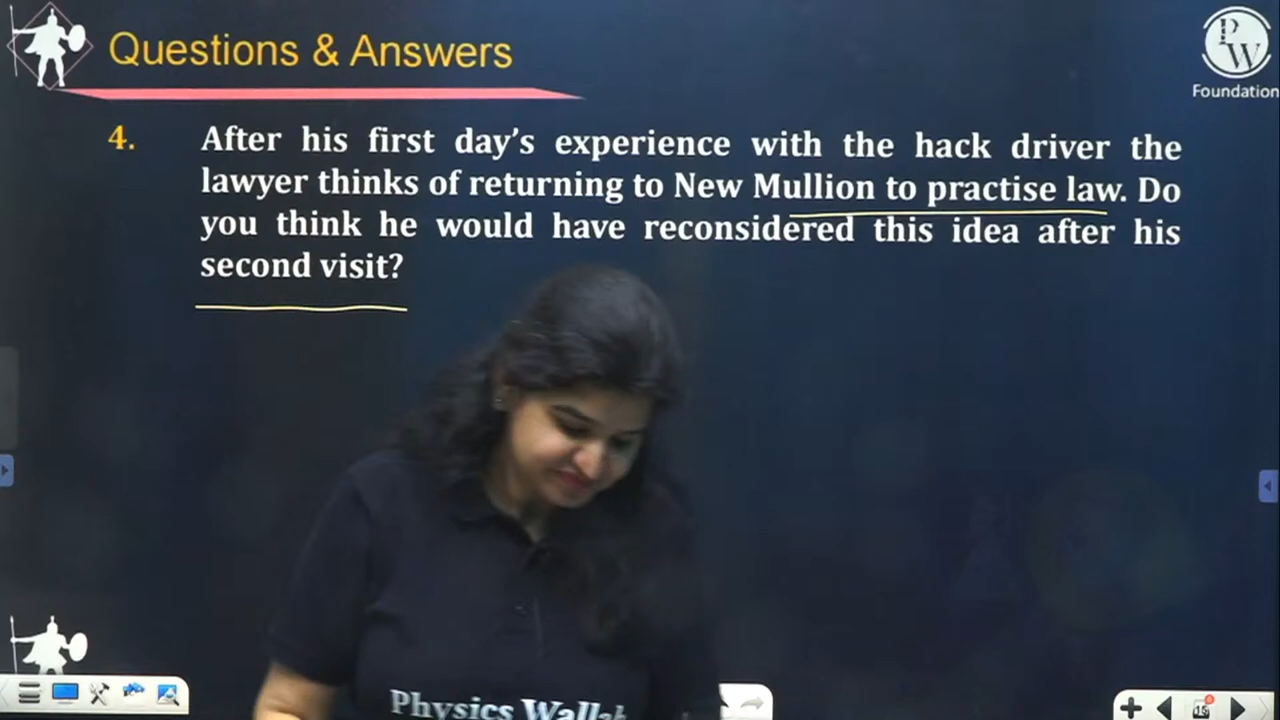 Questions & Answers
P
W
Foundation
4.
After his first day's experience with the hack driver the
lawyer thinks of returning to New Mullion to practise law. Do
you think he would have reconsidered this idea after his
second visit?
Physics Wallah